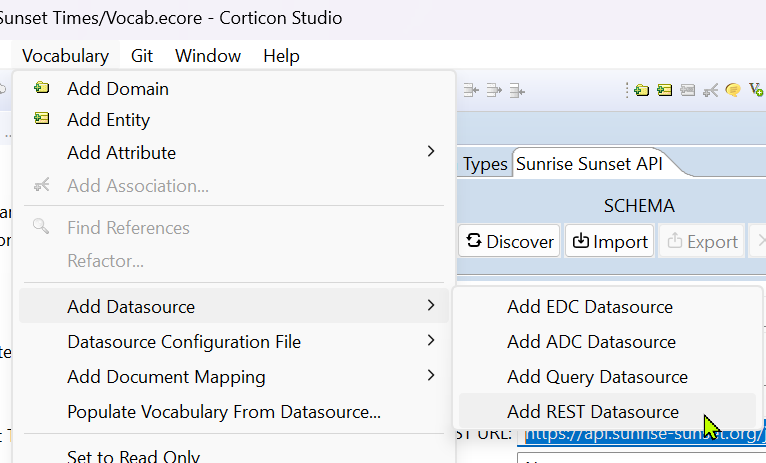 Sunset Times/Vocab.ecore - Corticon Studio
Vocabulary Git Window Help
Add Domain
Add Entity
Add Attribute
Add Association...
Find References
Refactor...
Add Datasource
Datasource Configuration File
Add Document Mapping
Populate Vocabulary From Datasource...
Set to Read Only
Types Sunrise Sunset API
SCHEMA
Discover Import Export
Add EDC Datasource
Add ADC Datasource
Add Query Datasource
Add REST Datasource
ST URL: https://api.sunrise-sunset.org/j